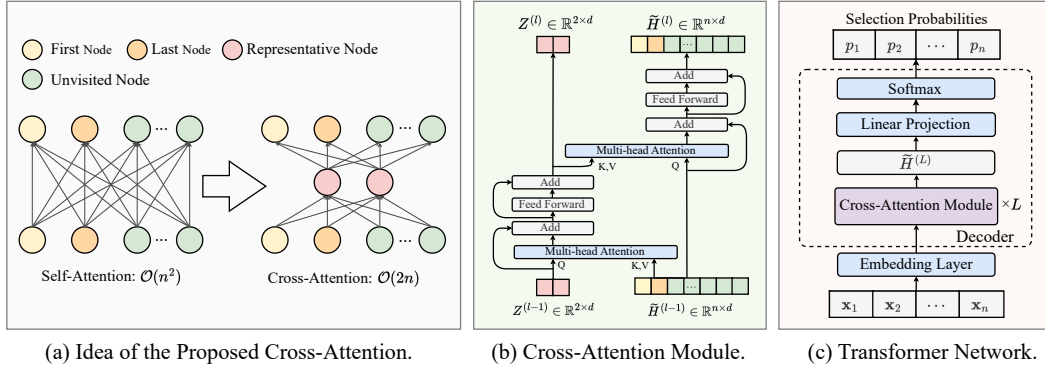 First Node
Last Node
Representative Node
Unvisited Node
...
...
...
...
Self-Attention: 𝒪(n²)
Cross-Attention: 𝒪(2n)
(a) Idea of the Proposed Cross-Attention.
Z^(l) ∈ ℝ^{2×d}
H̃^(l) ∈ ℝ^{n×d}
...
Add
Feed Forward
Add
Multi-head Attention
K,V
Q
Add
Feed Forward
Add
Multi-head Attention
Q
K,V
...
Z^(l−1) ∈ ℝ^{2×d}
H̃^(l−1) ∈ ℝ^{n×d}
(b) Cross-Attention Module.
Selection Probabilities
p₁ p₂ ⋯ pₙ
Softmax
Linear Projection
H̃^(L)
Cross-Attention Module ×L
Decoder
Embedding Layer
x₁ x₂ ⋯ xₙ
(c) Transformer Network.